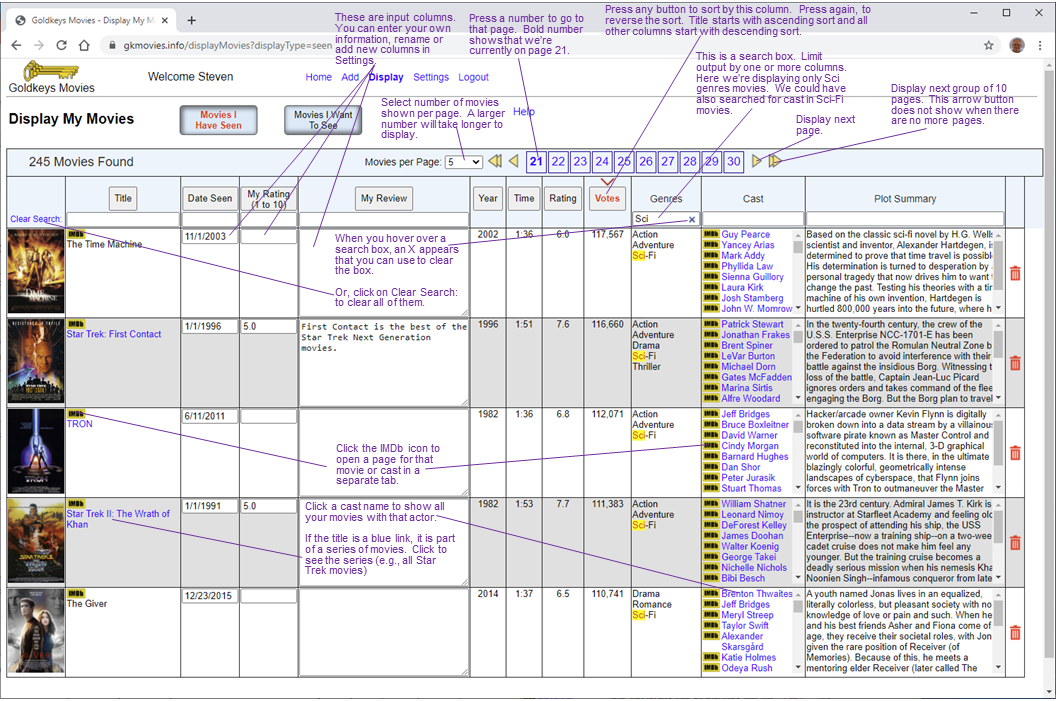 Goldkeys Movies - Display My M
gkmovies.info/displayMovies?displayType=seen
These are input columns.
You can enter your own
information, rename or
add new columns in
Settings.
Press a number to go to
that page. Bold number
shows that we're
currently on page 21.
Press any button to sort by this column. Press again, to
reverse the sort. Title starts with ascending sort and all
other columns start with descending sort.
This is a search box. Limit
output by one or more columns.
Here we're displaying only Sci
genres movies. We could have
also searched for cast in Sci-Fi
movies.
Display next group of 10
pages. This arrow button
does not show when there
are no more pages.
Display next
page.
Select number of movies
shown per page. A larger
number will take longer to
display.
Goldkeys Movies
Welcome Steven
Home Add Display Settings Logout
Help
Display My Movies
Movies I
Have Seen
Movies I Want
To See
245 Movies Found
Movies per Page: 5
21 22 23 24 25 26 27 28 29 30
Title
Date Seen
My Rating
(1 to 10)
My Review
Year
Time
Rating
Votes
Genres
Cast
Plot Summary
Clear Search:
Sci
IMDb
The Time Machine
11/1/2003
2002
1:36
6.0
117,567
Action
Adventure
Sci-Fi
IMDb Guy Pearce
IMDb Yancey Arias
IMDb Mark Addy
IMDb Phyllida Law
IMDb Sienna Guillory
IMDb Laura Kirk
IMDb Josh Stamberg
IMDb John W. Momrow
Based on the classic sci-fi novel by H.G. Wells,
scientist and inventor, Alexander Hartdegen, is
determined to prove that time travel is possible.
His determination is turned to desperation by a
personal tragedy that now drives him to want to
change the past. Testing his theories with a tim
machine of his own invention, Hartdegen is
hurtled 800,000 years into the future, where h
When you hover over a
search box, an X appears
that you can use to clear
the box.
Or, click on Clear Search:
to clear all of them.
IMDb
Star Trek: First Contact
1/1/1996
5.0
First Contact is the best of the
Star Trek Next Generation
movies.
1996
1:51
7.6
116,660
Action
Adventure
Drama
Sci-Fi
Thriller
IMDb Patrick Stewart
IMDb Jonathan Frakes
IMDb Brent Spiner
IMDb LeVar Burton
IMDb Michael Dorn
IMDb Gates McFadden
IMDb Marina Sirtis
IMDb Alfre Woodard
In the twenty-fourth century, the crew of the
U.S.S. Enterprise NCC-1701-E has been
ordered to patrol the Romulan Neutral Zone b
the Federation to avoid interference with their
battle against the insidious Borg. Witnessing t
loss of the battle, Captain Jean-Luc Picard
ignores orders and takes command of the flee
engaging the Borg. But the Borg plan to travel
IMDb
TRON
6/11/2011
1982
1:36
6.8
112,071
Action
Adventure
Sci-Fi
IMDb Jeff Bridges
IMDb Bruce Boxleitner
IMDb David Warner
IMDb Cindy Morgan
IMDb Barnard Hughes
IMDb Dan Shor
IMDb Peter Jurasik
IMDb Stuart Thomas
Hacker/arcade owner Kevin Flynn is digitally
broken down into a data stream by a villainous
software pirate known as Master Control and
reconstituted into the internal, 3-D graphical
world of computers. It is there, in the ultimate
blazingly colorful, geometrically intense
landscapes of cyberspace, that Flynn joins
forces with Tron to outmaneuver the Master
Click the IMDb icon to
open a page for that
movie or cast in a
separate tab.
IMDb
Star Trek II: The Wrath of
Khan
1/1/1991
5.0
1982
1:53
7.7
111,383
Action
Adventure
Sci-Fi
IMDb William Shatner
IMDb Leonard Nimoy
IMDb DeForest Kelley
IMDb James Doohan
IMDb Walter Koenig
IMDb George Takei
IMDb Nichelle Nichols
IMDb Bibi Besch
It is the 23rd century. Admiral James T. Kirk is
instructor at Starfleet Academy and feeling old
the prospect of attending his ship, the USS
Enterprise--now a training ship--on a two-wee
cadet cruise does not make him feel any
younger. But the training cruise becomes a
deadly serious mission when his nemesis Kha
Noonien Singh--infamous conqueror from late
Click a cast name to show all
your movies with that actor.
If the title is a blue link, it is part
of a series of movies. Click to
see the series (e.g., all Star
Trek movies)
IMDb
The Giver
12/23/2015
2014
1:37
6.5
110,741
Drama
Romance
Sci-Fi
IMDb Brenton Thwaites
IMDb Jeff Bridges
IMDb Meryl Streep
IMDb Taylor Swift
IMDb Alexander
Skarsgård
IMDb Katie Holmes
IMDb Odeya Rush
A youth named Jonas lives in an equalized,
literally colorless, but pleasant society with no
knowledge of love or pain and such. When he
and his best friends Asher and Fiona come of
age, they receive their societal roles, with Jon
given the rare position of Receiver (of
Memories). Because of this, he meets a
mentoring elder Receiver (later called The